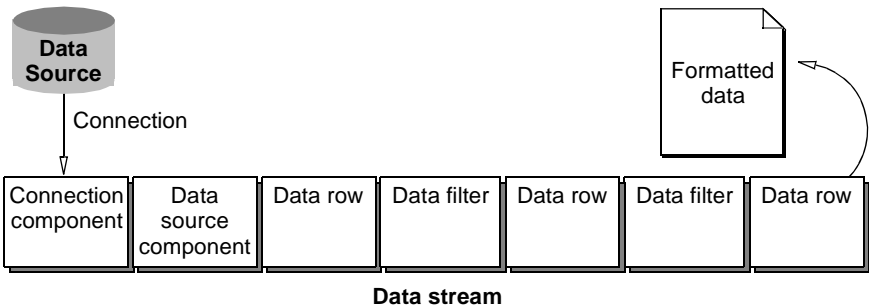 Data
Source
Formatted
data
Connection
Connection
component
Data
source
component
Data row
Data filter
Data row
Data filter
Data row
Data stream